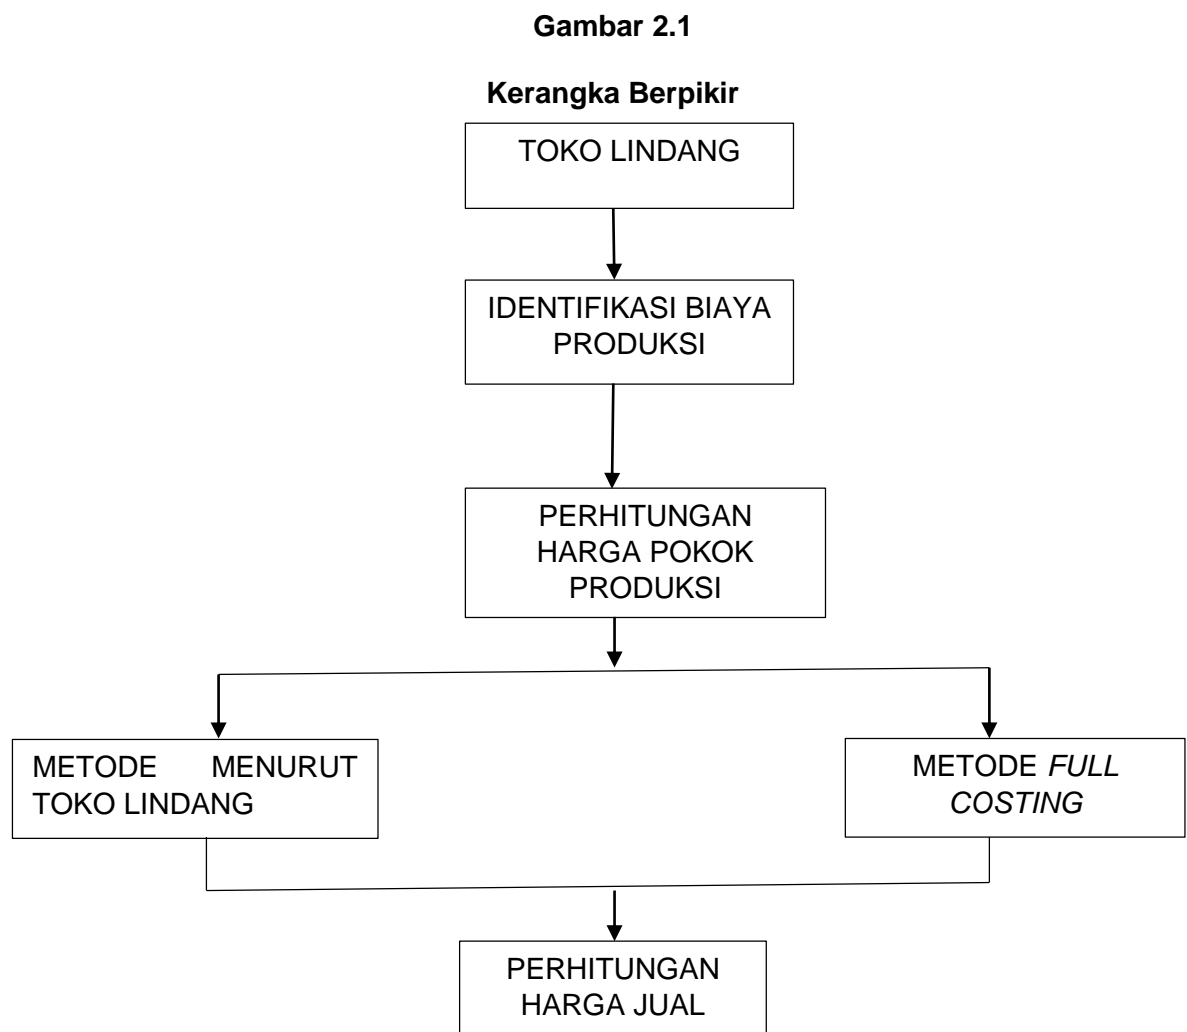 Gambar 2.1
Kerangka Berpikir
TOKO LINDANG
IDENTIFIKASI BIAYA
PRODUKSI
PERHITUNGAN
HARGA POKOK
PRODUKSI
METODE MENURUT
TOKO LINDANG
METODE FULL
COSTING
PERHITUNGAN
HARGA JUAL